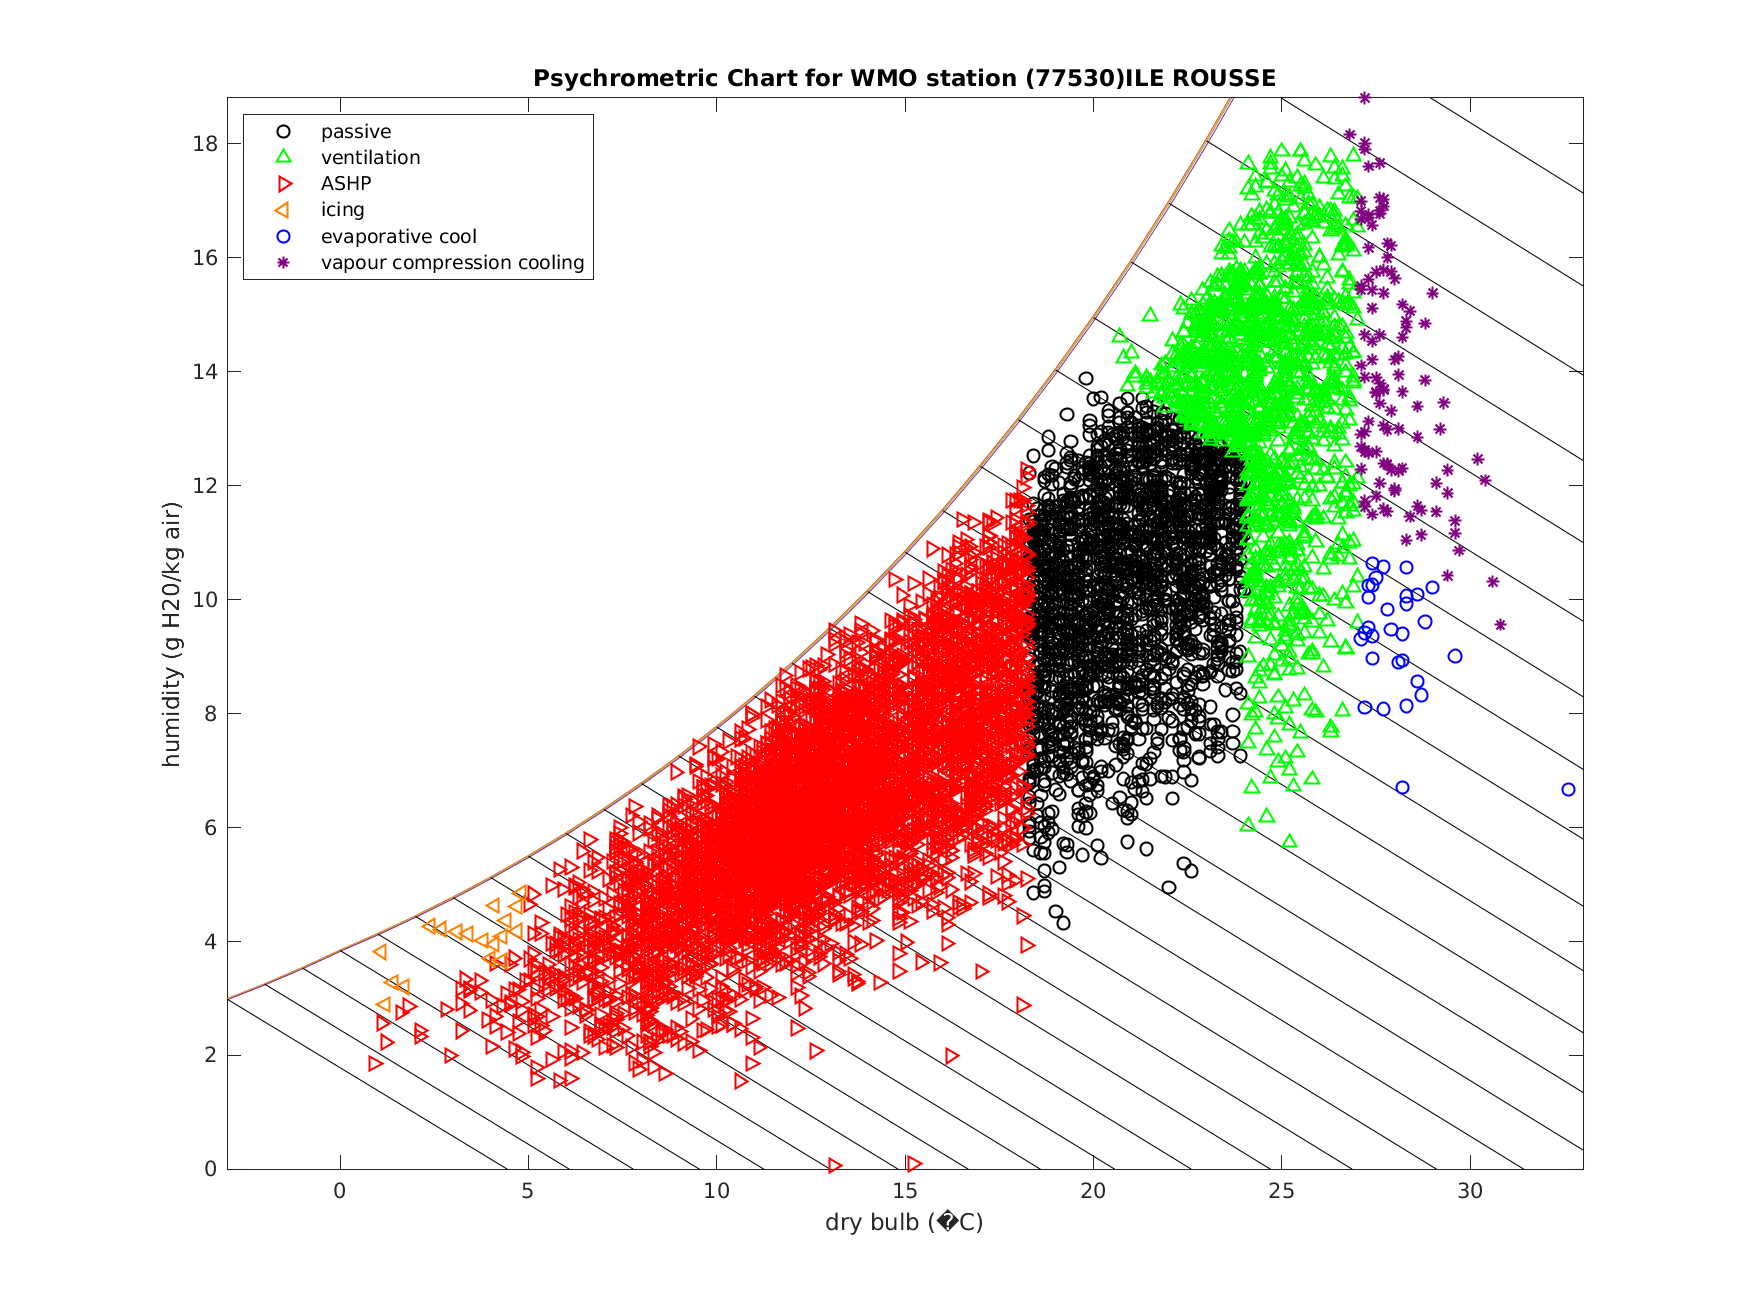 Psychrometric Chart for WMO station (77530)ILE ROUSSE
passive
ventilation
ASHP
icing
evaporative cool
vapour compression cooling
18
16
14
12
10
8
6
4
2
0
humidity (g H20/kg air)
0 5 10 15 20 25 30
dry bulb (�C)